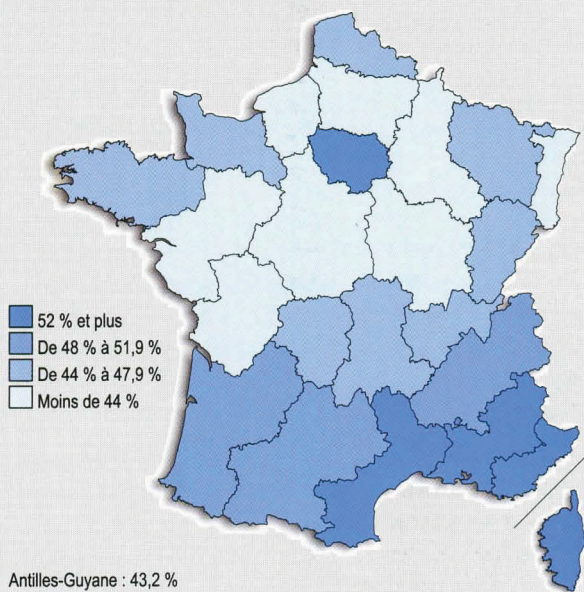 52 % et plus
De 48 % à 51,9 %
De 44 % à 47,9 %
Moins de 44 %
Antilles-Guyane : 43,2 %